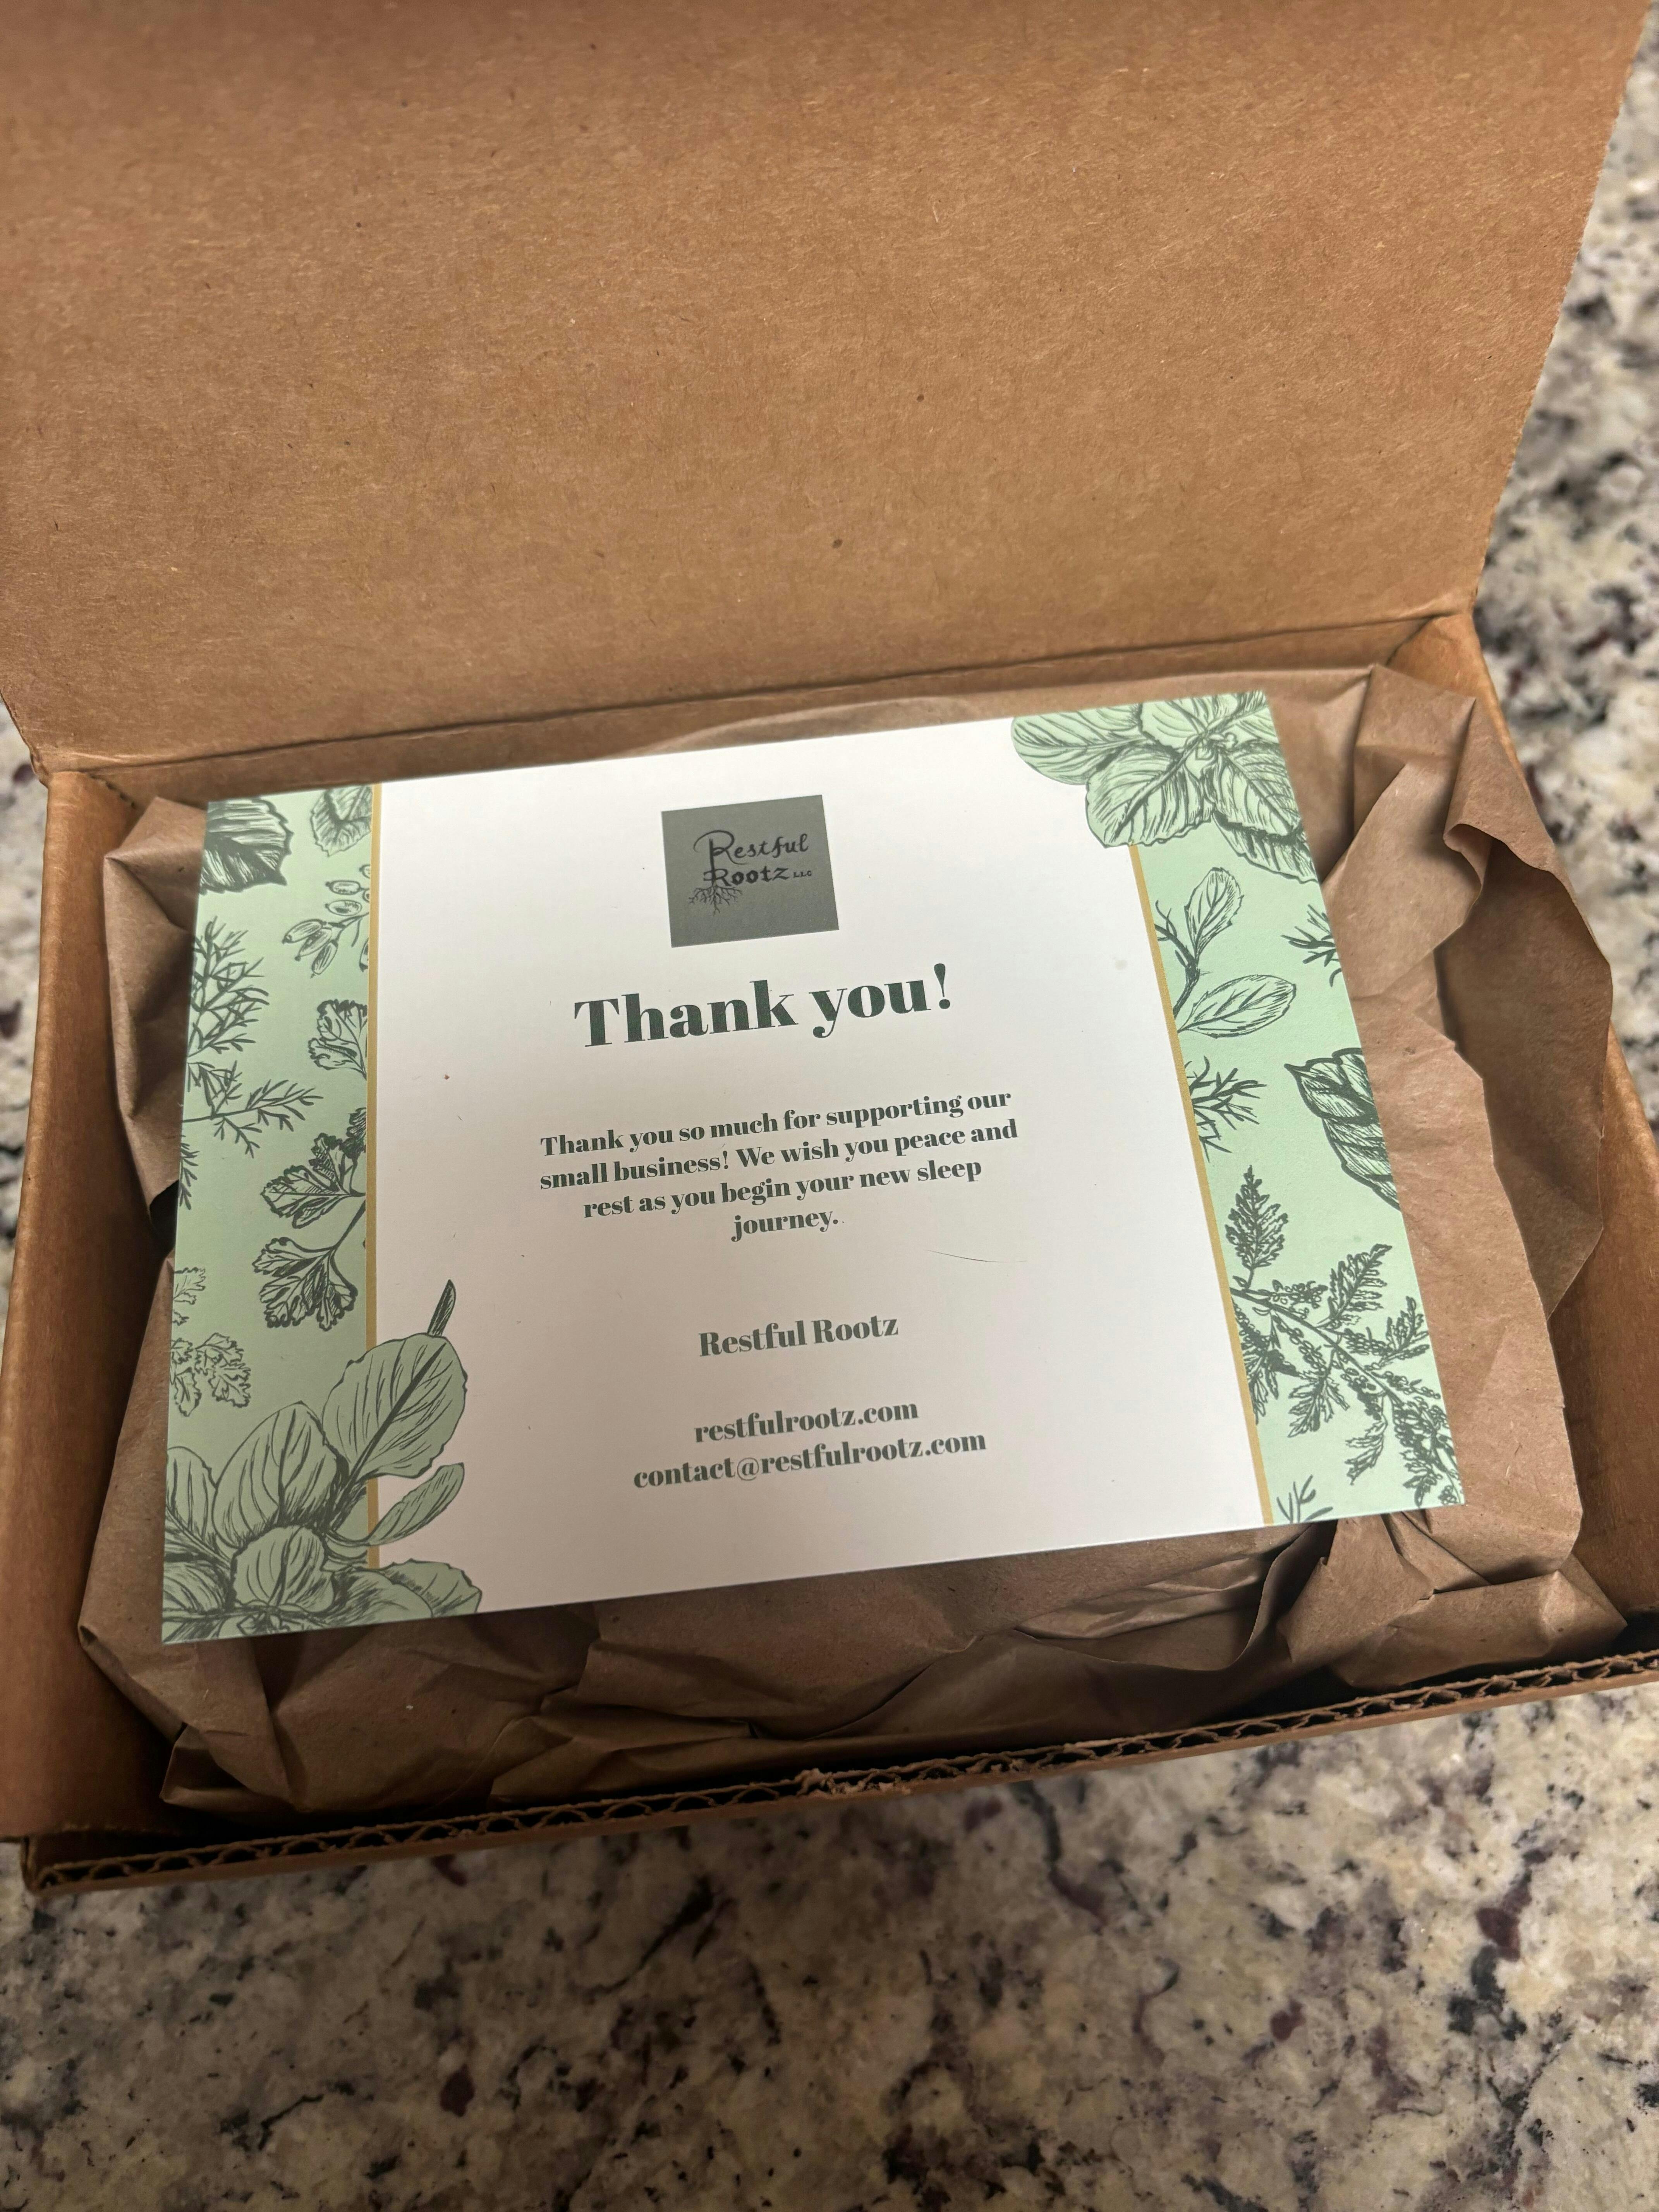 Restful
Rootz LLC
Thank you!
Thank you so much for supporting our
small business! We wish you peace and
rest as you begin your new sleep
journey.
Restful Rootz
restfulrootz.com
contact@restfulrootz.com